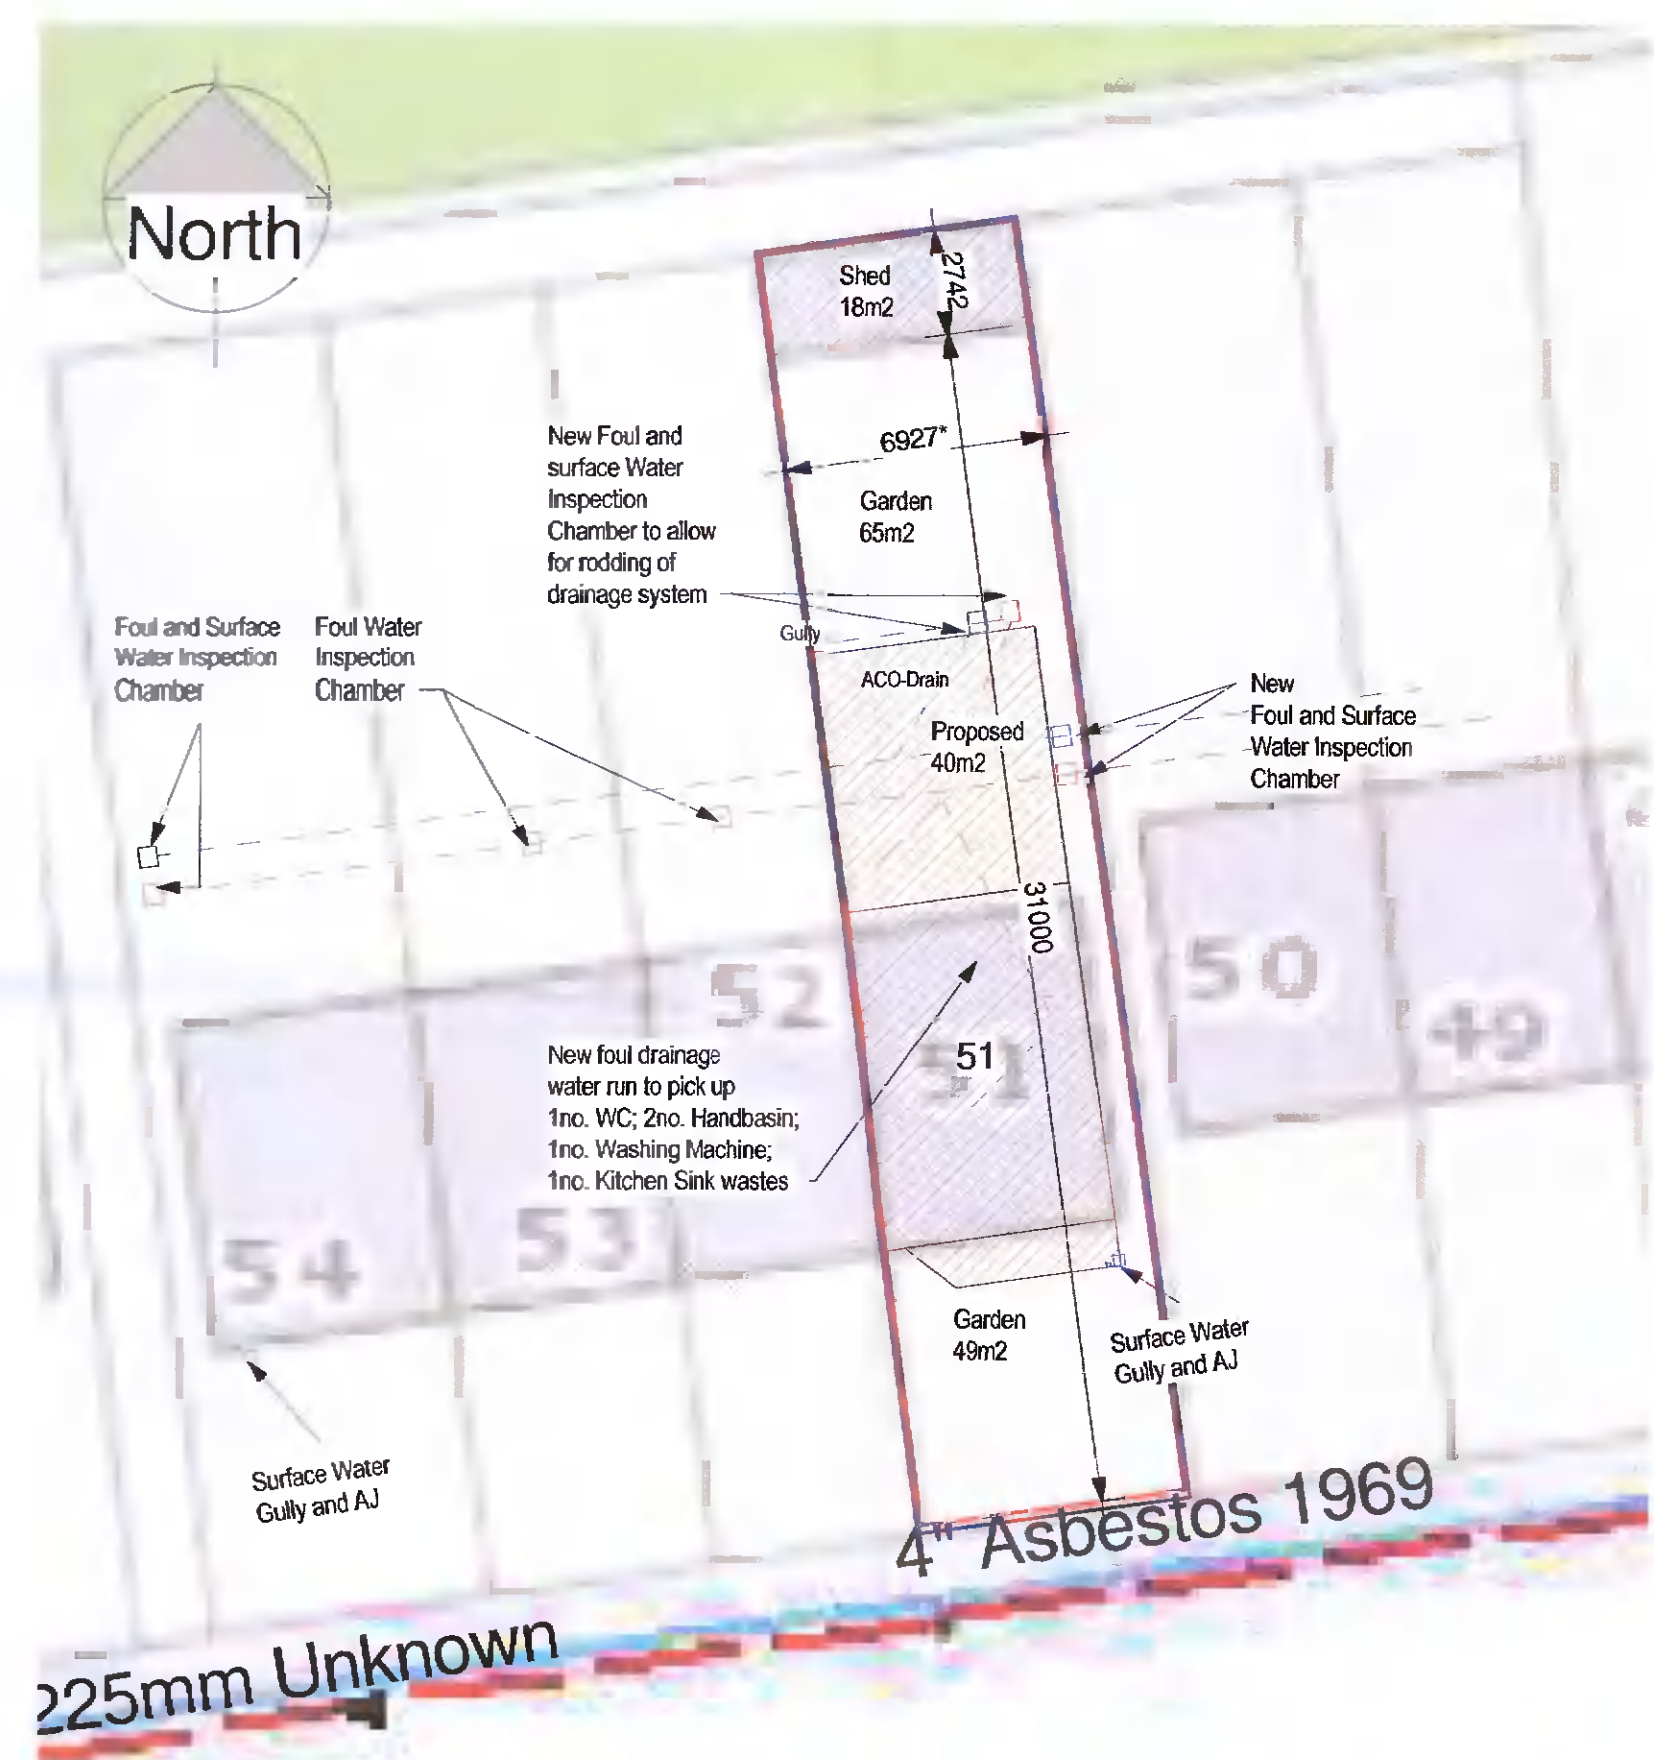 North
Shed
18m2
2742
New Foul and
surface Water
Inspection
Chamber to allow
for rodding of
drainage system
6927*
Garden
65m2
Gully
Foul and Surface
Water Inspection
Chamber
Foul Water
Inspection
Chamber
ACO-Drain
Proposed
40m2
New
Foul and Surface
Water Inspection
Chamber
31000
50
49
52
51
51
New foul drainage
water run to pick up
1no. WC; 2no. Handbasin;
1no. Washing Machine;
1no. Kitchen Sink wastes
54
53
Garden
49m2
Surface Water
Gully and AJ
Surface Water
Gully and AJ
4" Asbestos 1969
225mm Unknown